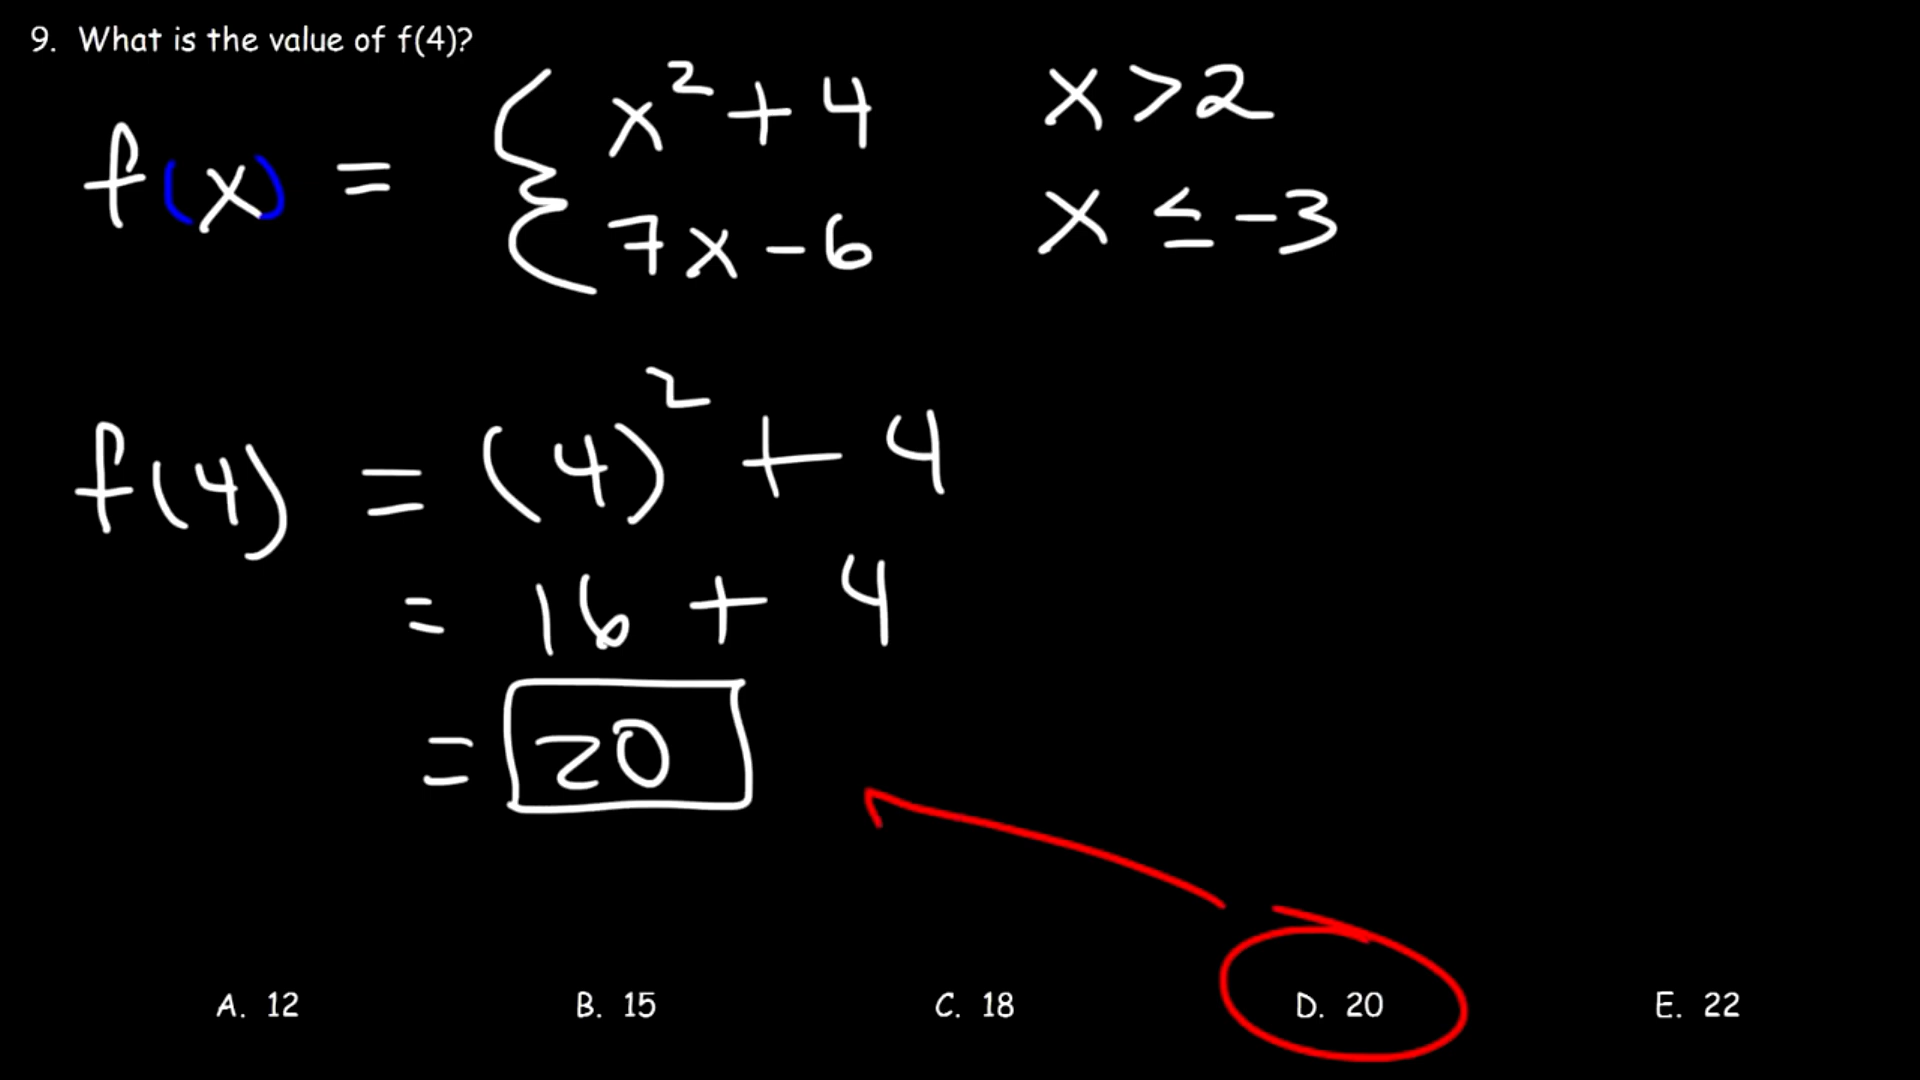 9. What is the value of f(4)?
f(x) = { x² + 4 x > 2
7x - 6 x ≤ -3
f(4) = (4)² + 4
= 16 + 4
= 20
A. 12 B. 15 C. 18 D. 20 E. 22